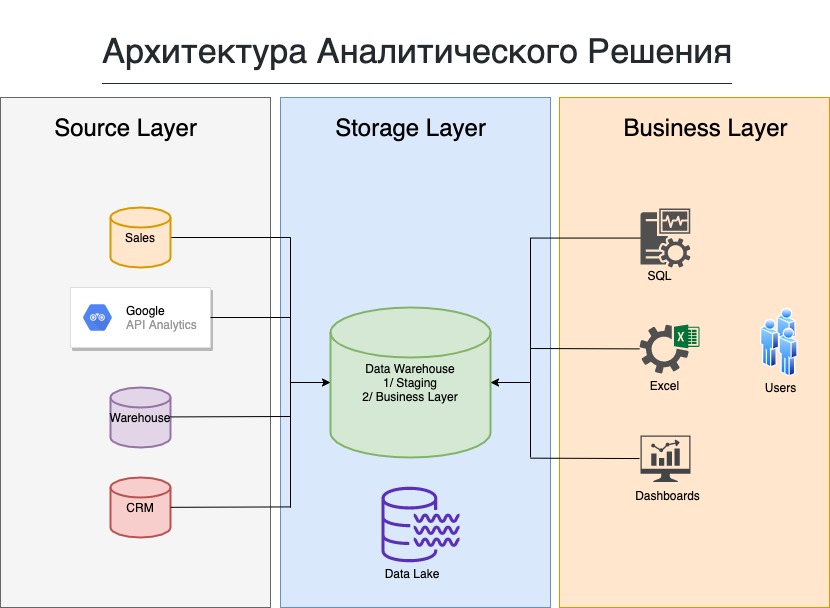 Архитектура Аналитического Решения
Source Layer
Storage Layer
Business Layer
Sales
Google
API Analytics
Warehouse
CRM
Data Warehouse
1/ Staging
2/ Business Layer
Data Lake
SQL
X
Excel
Dashboards
Users